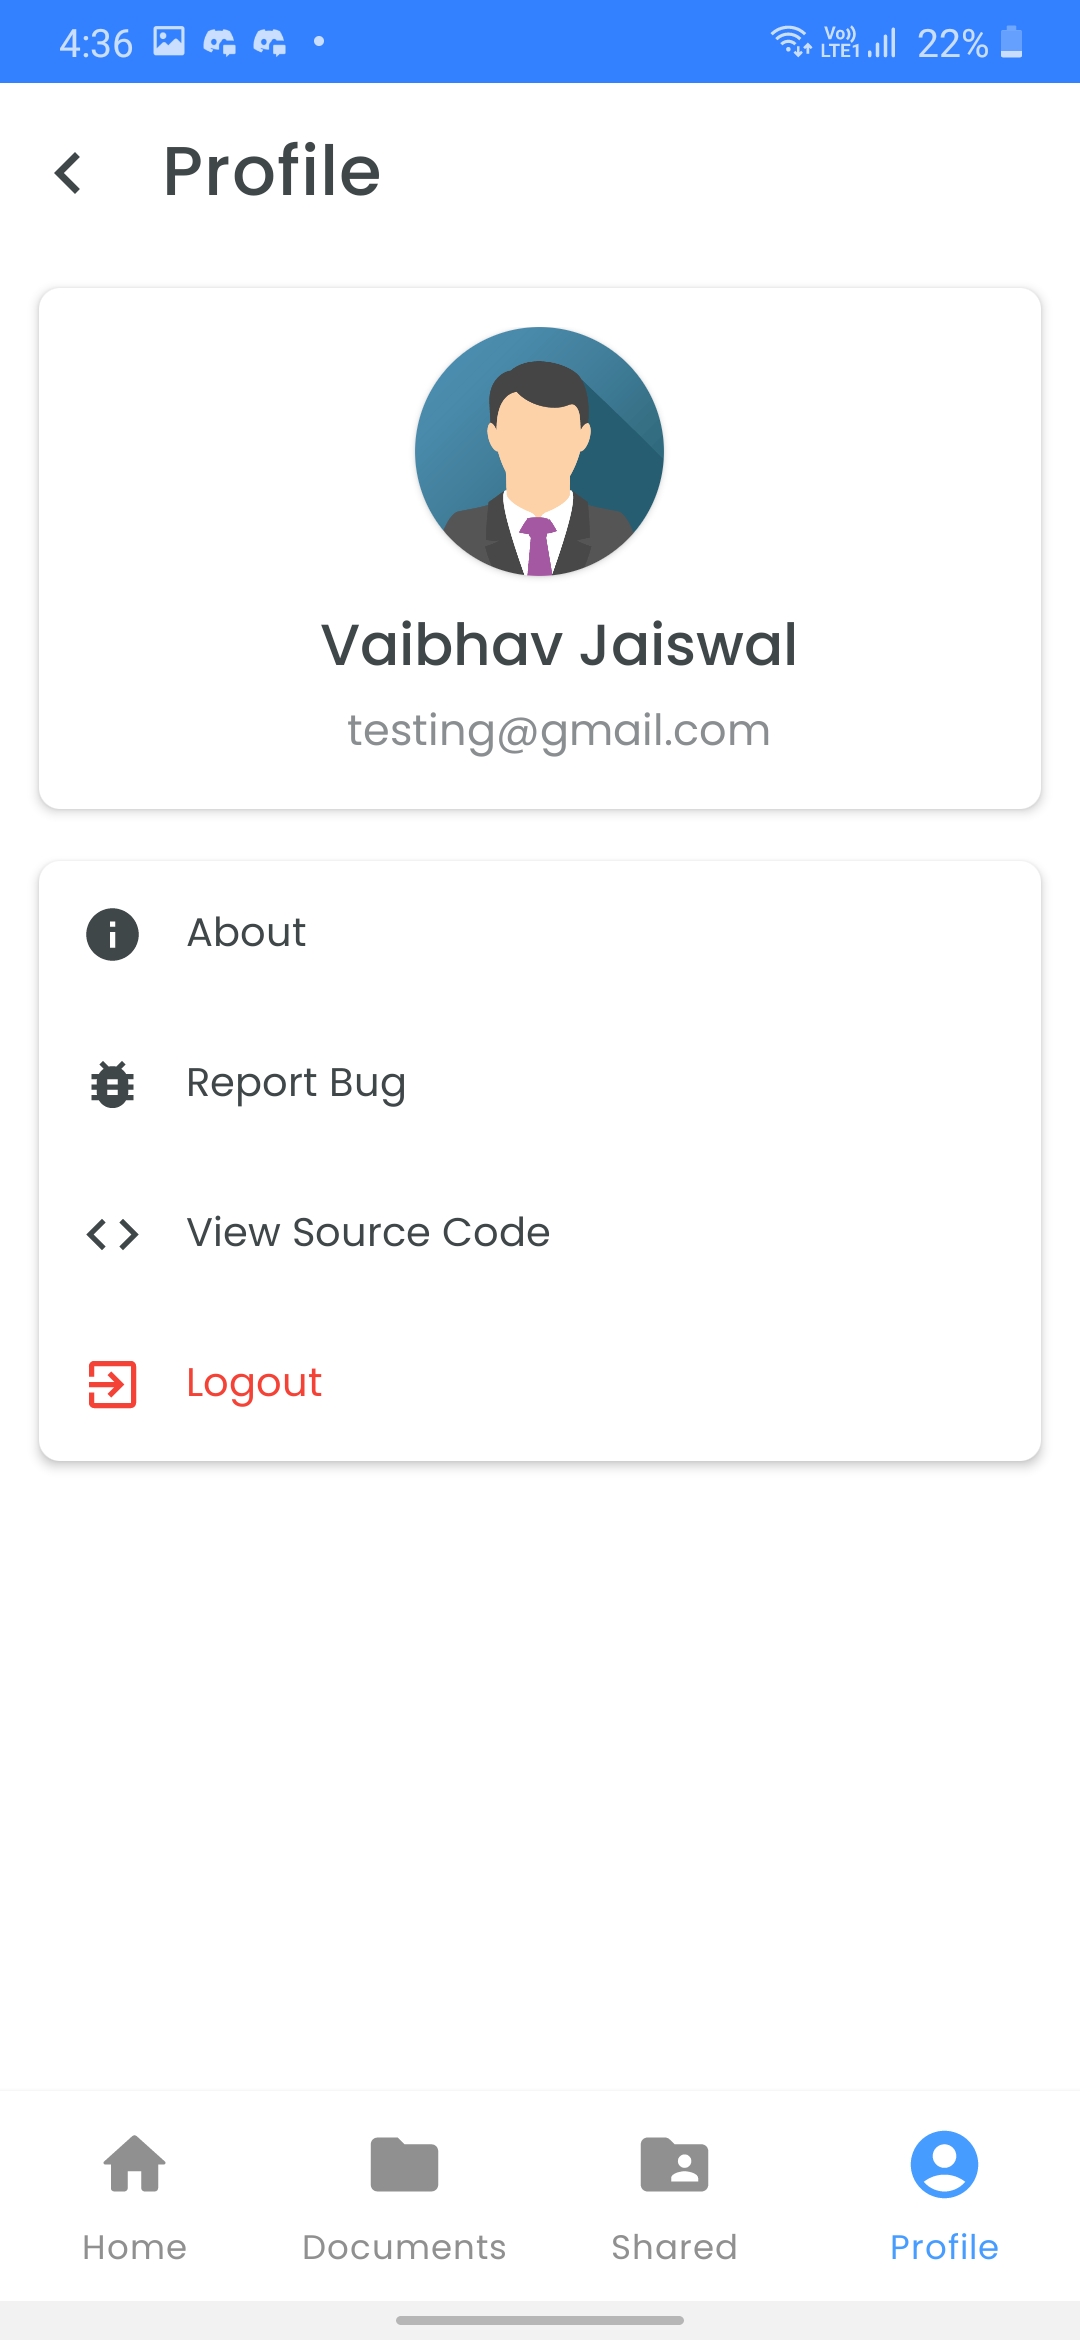 4:36 Vo)) LTE1 22%
Profile
Vaibhav Jaiswal
testing@gmail.com
About
Report Bug
View Source Code
Logout
Home Documents Shared Profile